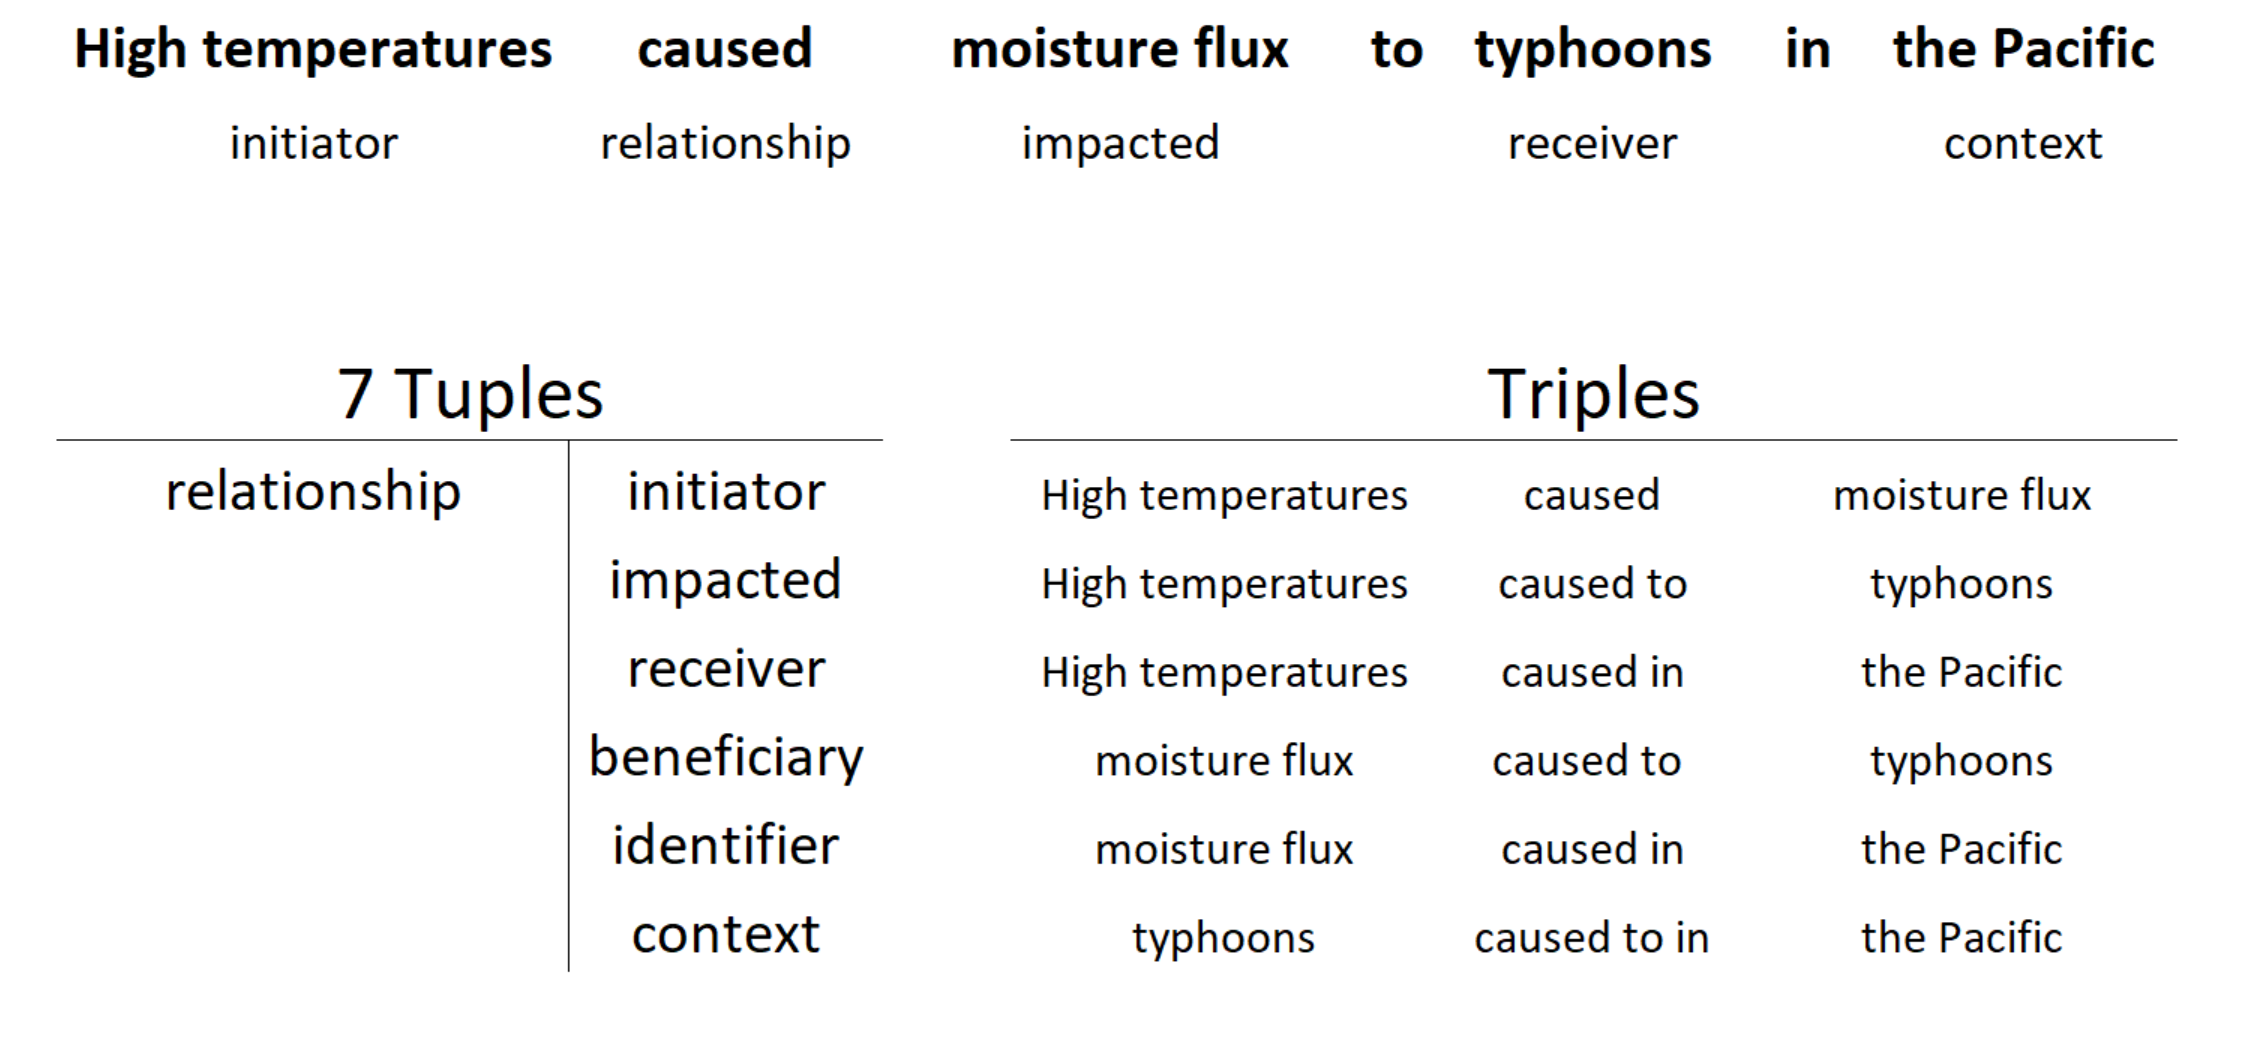 High temperatures caused moisture flux to typhoons in the Pacific
initiator relationship impacted receiver context
7 Tuples
relationship initiator
impacted
receiver
beneficiary
identifier
context
Triples
High temperatures caused moisture flux
High temperatures caused to typhoons
High temperatures caused in the Pacific
moisture flux caused to typhoons
moisture flux caused in the Pacific
typhoons caused to in the Pacific